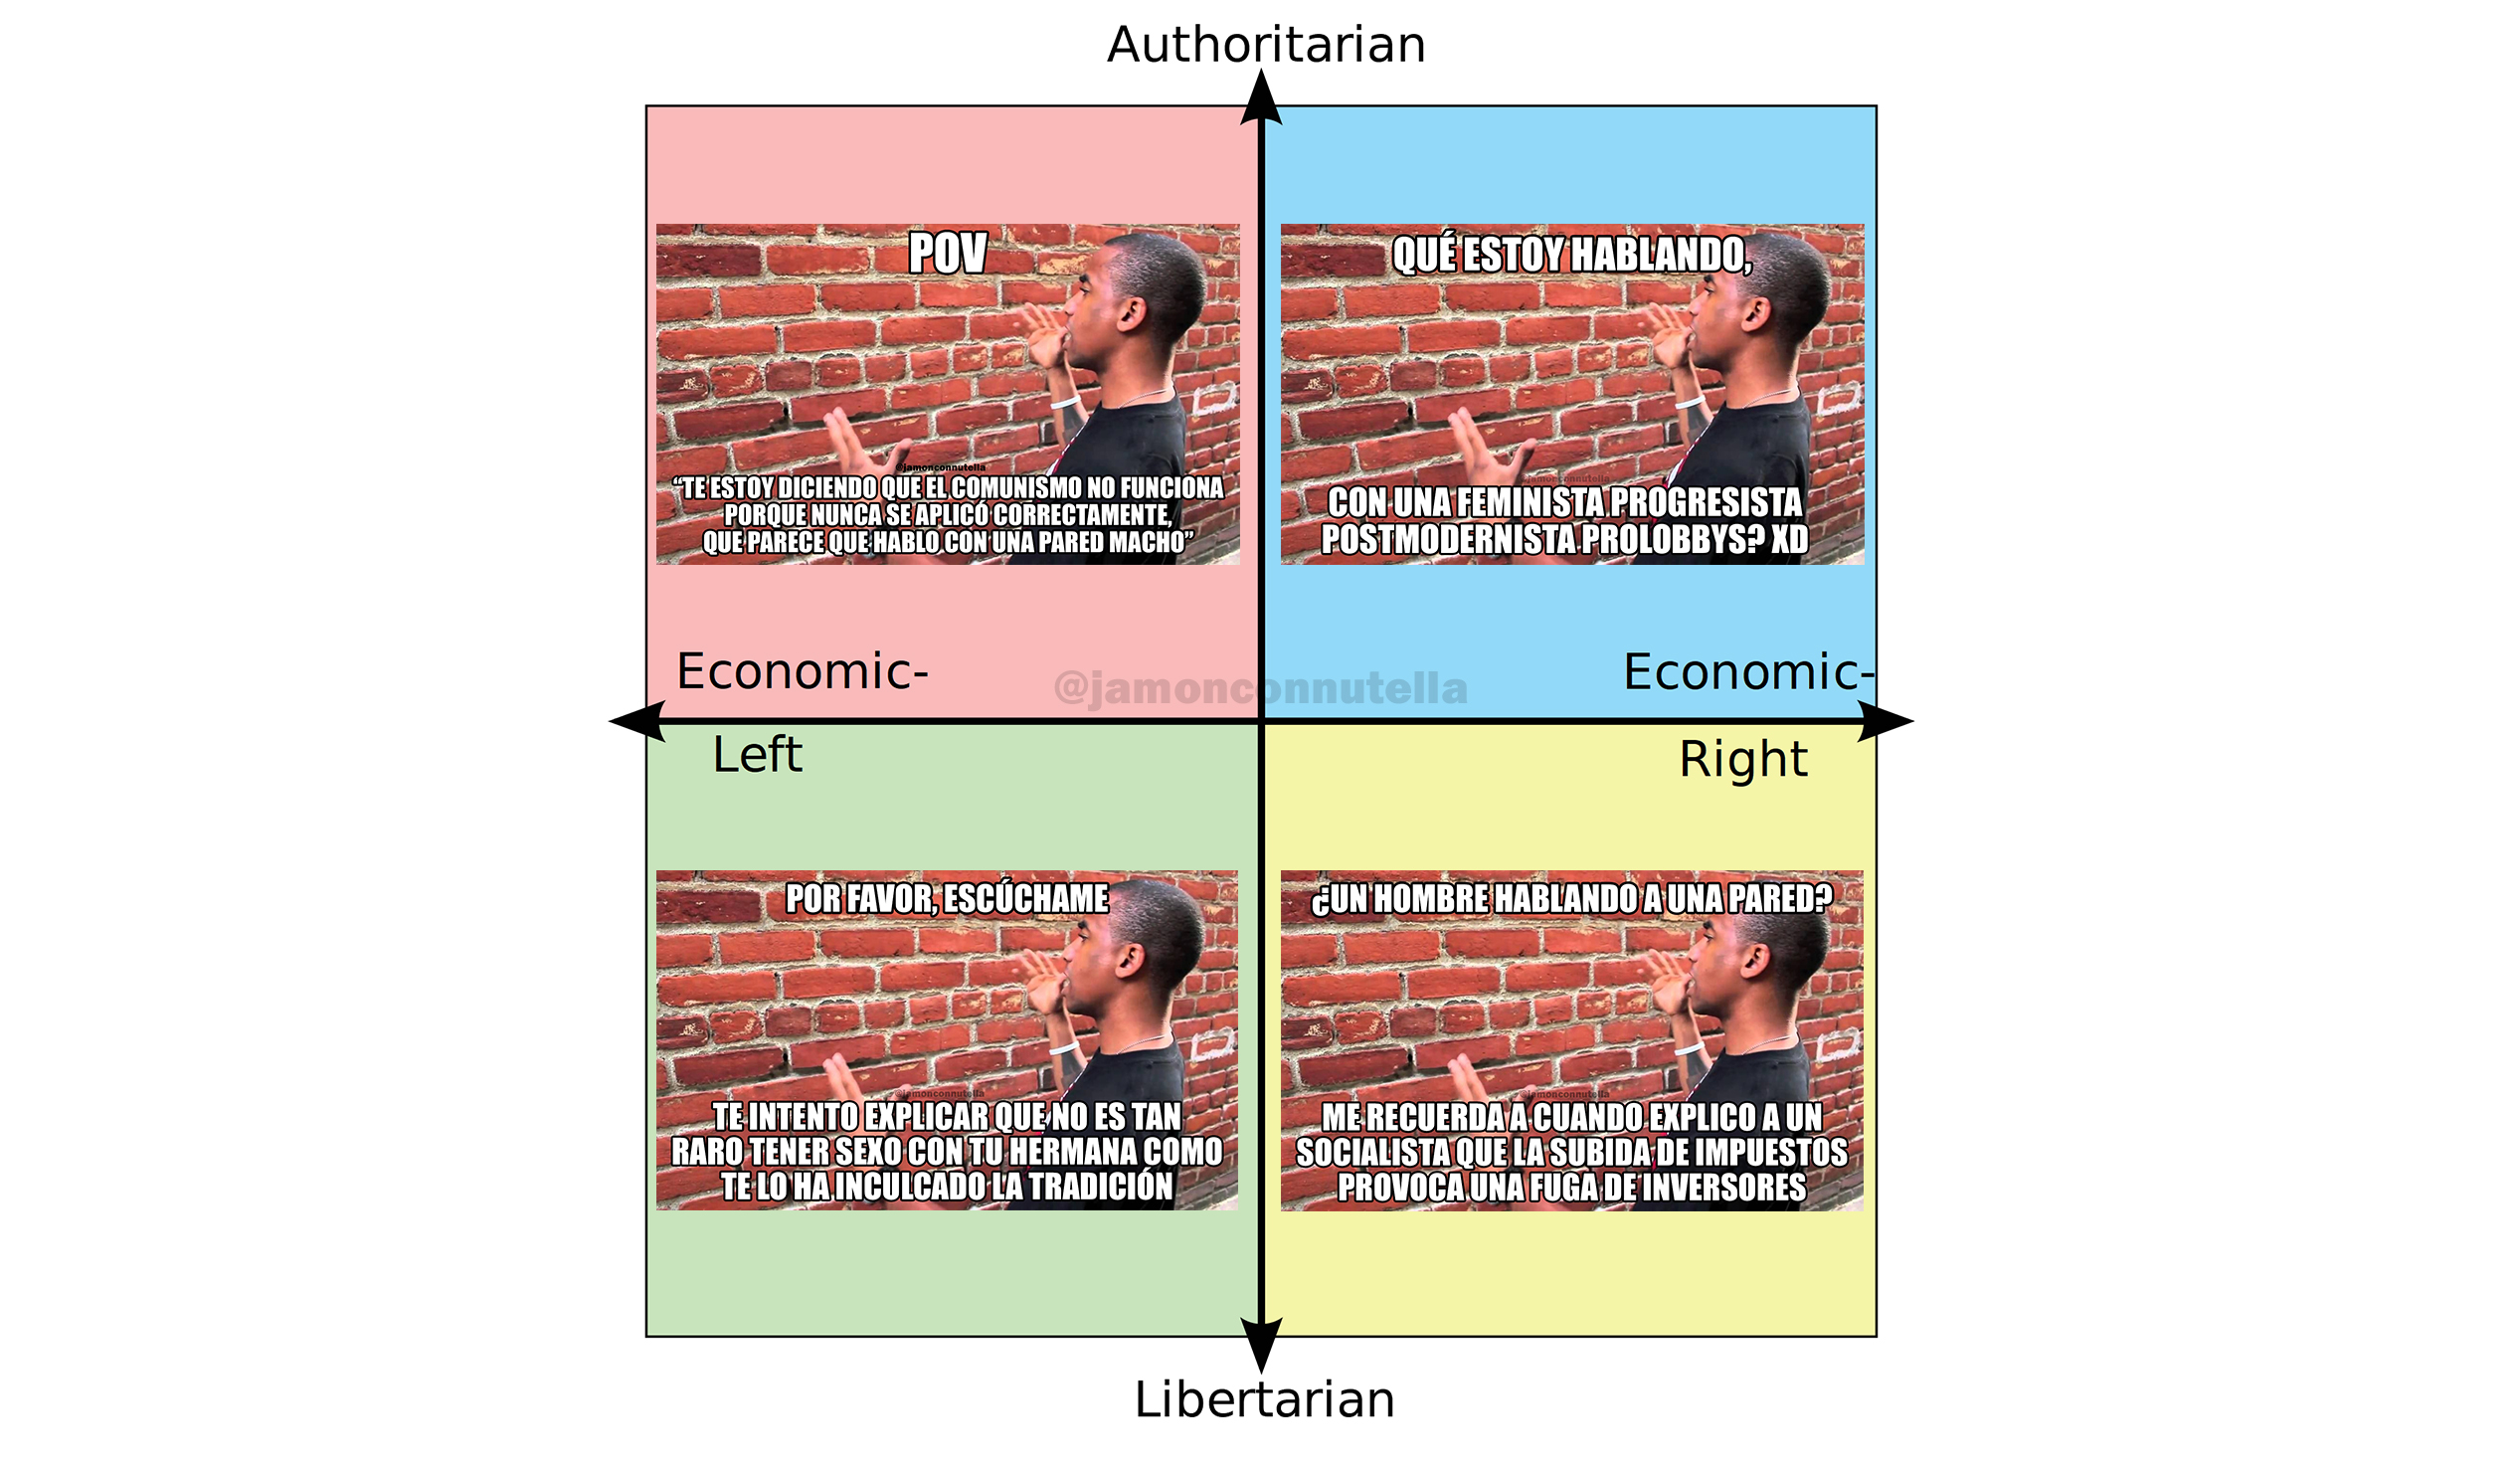 Authoritarian
POV
@jamonconnutella
“TE ESTOY DICIENDO QUE EL COMUNISMO NO FUNCIONA
PORQUE NUNCA SE APLICÓ CORRECTAMENTE,
QUE PARECE QUE HABLO CON UNA PARED MACHO”
QUÉ ESTOY HABLANDO,
@jamonconnutella
CON UNA FEMINISTA PROGRESISTA
POSTMODERNISTA PROLOBBYS? XD
Economic-
@jamonconnutella
Economic-
Left
Right
POR FAVOR, ESCÚCHAME
@jamonconnutella
TE INTENTO EXPLICAR QUE NO ES TAN
RARO TENER SEXO CON TU HERMANA COMO
TE LO HA INCULCADO LA TRADICIÓN
¿UN HOMBRE HABLANDO A UNA PARED?
@jamonconnutella
ME RECUERDA A CUANDO EXPLICO A UN
SOCIALISTA QUE LA SUBIDA DE IMPUESTOS
PROVOCA UNA FUGA DE INVERSORES
Libertarian